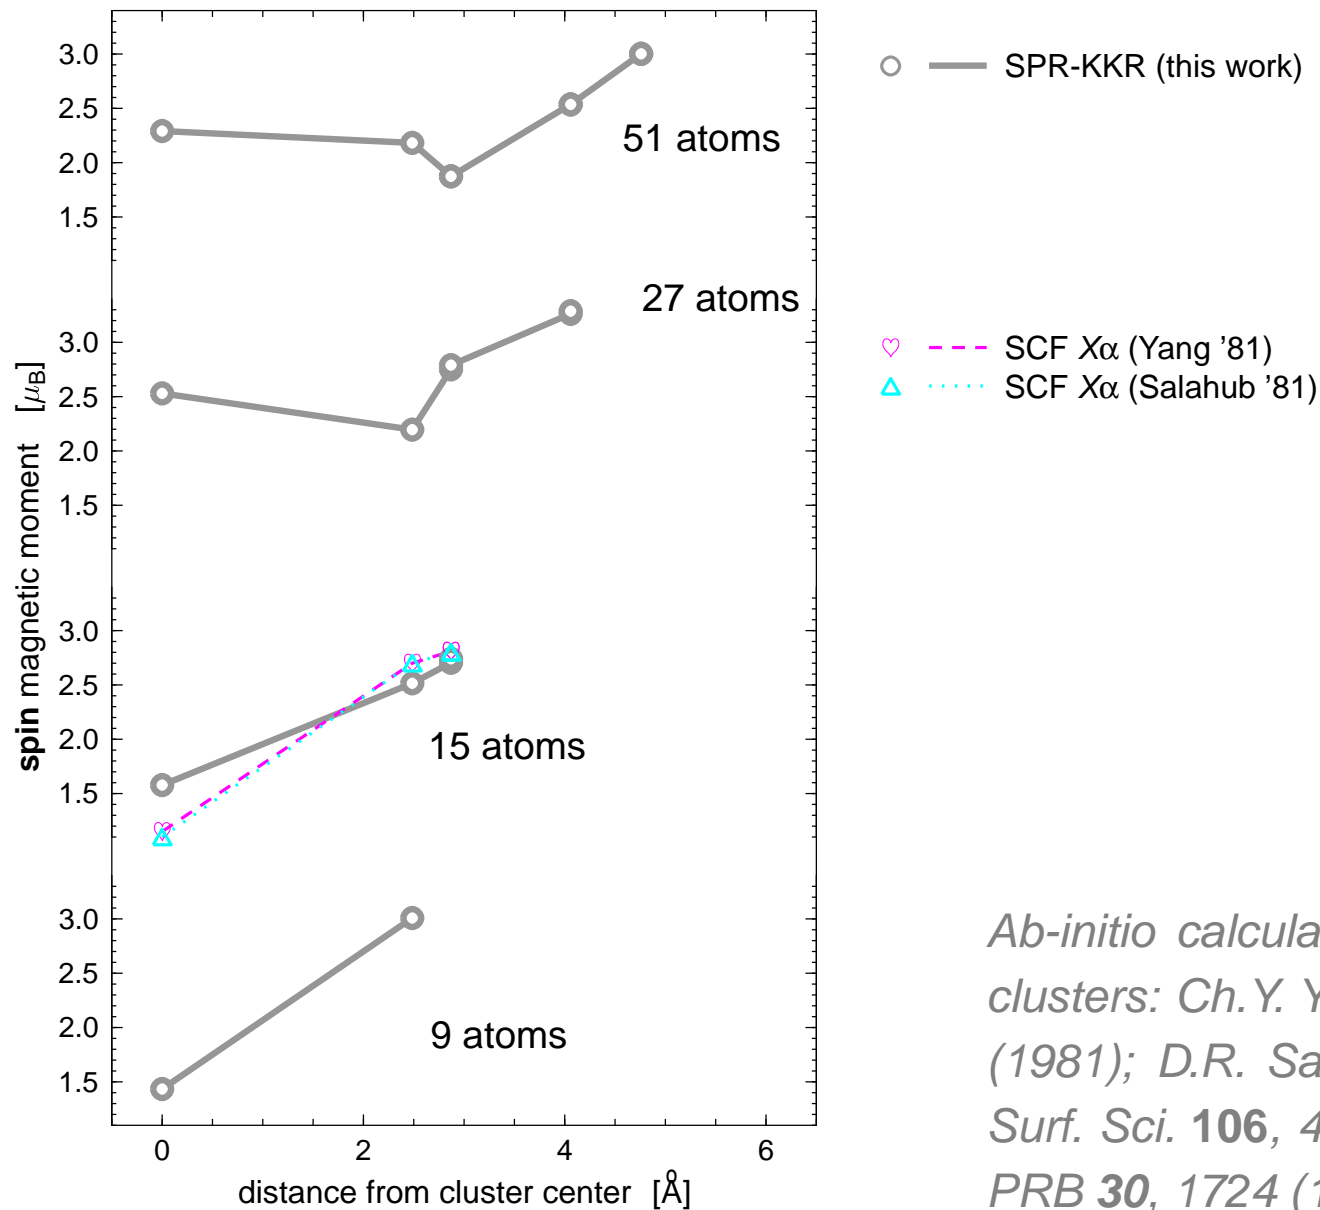 3.0
2.5
2.0
1.5
51 atoms
27 atoms
3.0
2.5
2.0
1.5
3.0
2.5
2.0
1.5
15 atoms
3.0
2.5
2.0
1.5
9 atoms
0 2 4 6
distance from cluster center [Å]
spin magnetic moment [μB]
SPR-KKR (this work)
SCF Xα (Yang '81)
SCF Xα (Salahub '81)
Ab-initio calcula
clusters: Ch.Y. Y
(1981); D.R. Sa
Surf. Sci. 106, 4
PRB 30, 1724 (1